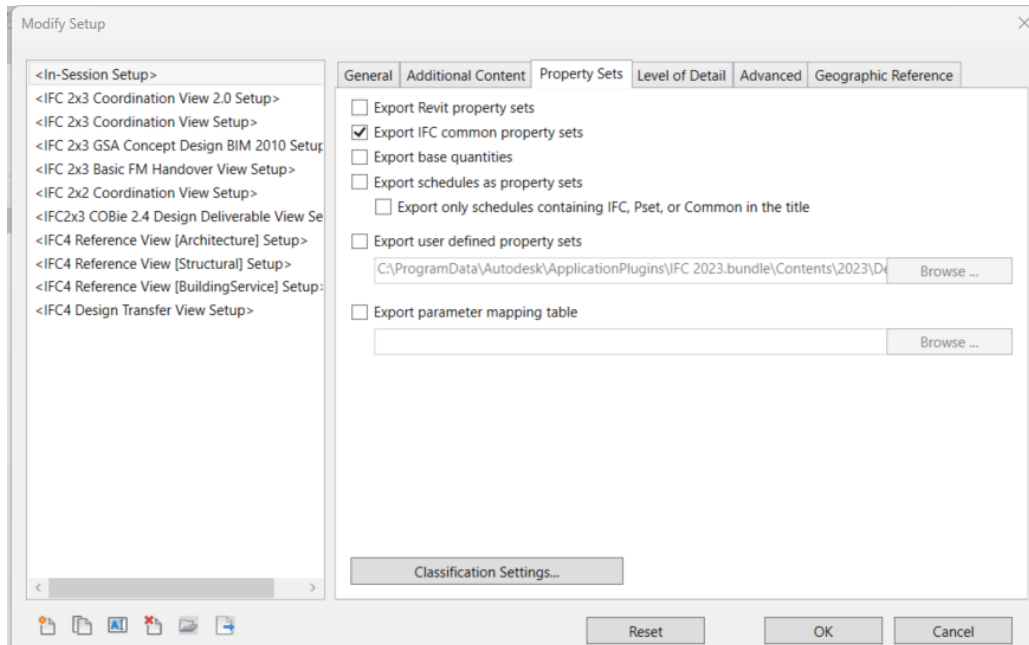 Modify Setup
<In-Session Setup>
<IFC 2x3 Coordination View 2.0 Setup>
<IFC 2x3 Coordination View Setup>
<IFC 2x3 GSA Concept Design BIM 2010 Setup
<IFC 2x3 Basic FM Handover View Setup>
<IFC 2x2 Coordination View Setup>
<IFC2x3 COBie 2.4 Design Deliverable View Se
<IFC4 Reference View [Architecture] Setup>
<IFC4 Reference View [Structural] Setup>
<IFC4 Reference View [BuildingService] Setup>
<IFC4 Design Transfer View Setup>
General Additional Content Property Sets Level of Detail Advanced Geographic Reference
Export Revit property sets
Export IFC common property sets
Export base quantities
Export schedules as property sets
Export only schedules containing IFC, Pset, or Common in the title
Export user defined property sets
C:\ProgramData\Autodesk\ApplicationPlugins\IFC 2023.bundle\Contents\2023\De Browse ...
Export parameter mapping table
Browse ...
Classification Settings...
Reset OK Cancel